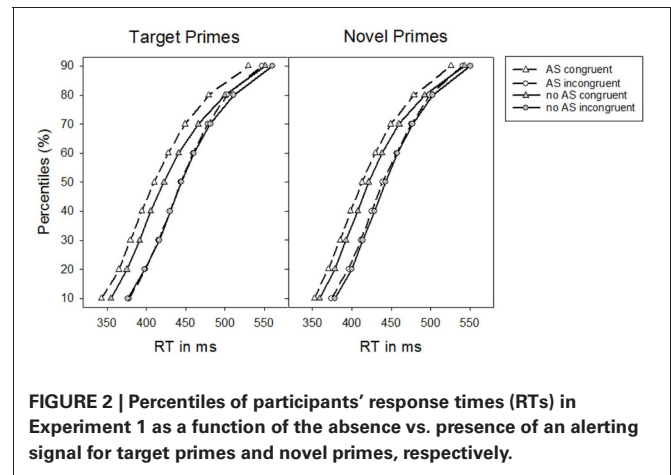 Target Primes
Novel Primes
90
80
70
60
50
40
30
20
10
Percentiles (%)
350 400 450 500 550
350 400 450 500 550
RT in ms
RT in ms
AS congruent
AS incongruent
no AS congruent
no AS incongruent
FIGURE 2 | Percentiles of participants’ response times (RTs) in
Experiment 1 as a function of the absence vs. presence of an alerting
signal for target primes and novel primes, respectively.